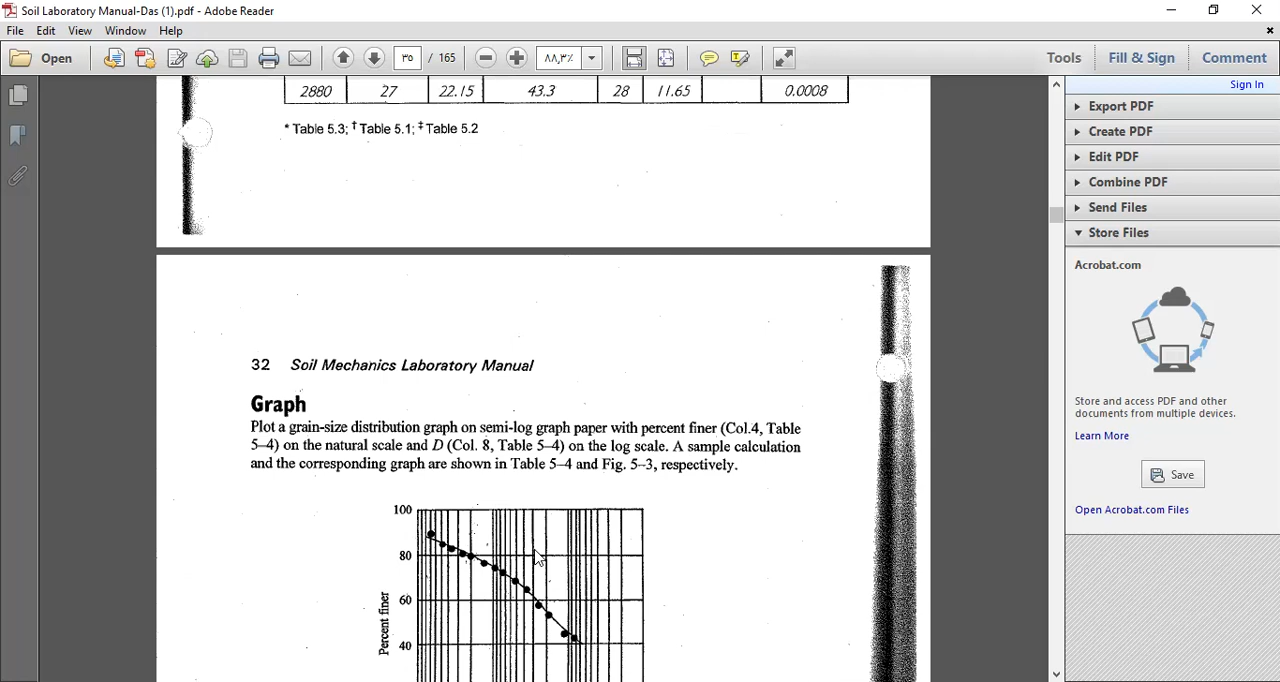 Soil Laboratory Manual-Das (1).pdf - Adobe Reader
File Edit View Window Help
Open ٣٥ / 165 ٨٨,٣٪ Tools Fill & Sign Comment
Sign In
Export PDF
Create PDF
Edit PDF
Combine PDF
Send Files
Store Files
Acrobat.com
Store and access PDF and other
documents from multiple devices.
Learn More
Save
Open Acrobat.com Files
2880 27 22.15 43.3 28 11.65 0.0008
* Table 5.3; † Table 5.1; ‡ Table 5.2
32 Soil Mechanics Laboratory Manual
Graph
Plot a grain-size distribution graph on semi-log graph paper with percent finer (Col.4, Table
5–4) on the natural scale and D (Col. 8, Table 5–4) on the log scale. A sample calculation
and the corresponding graph are shown in Table 5–4 and Fig. 5–3, respectively.
100
80
60
40
Percent finer